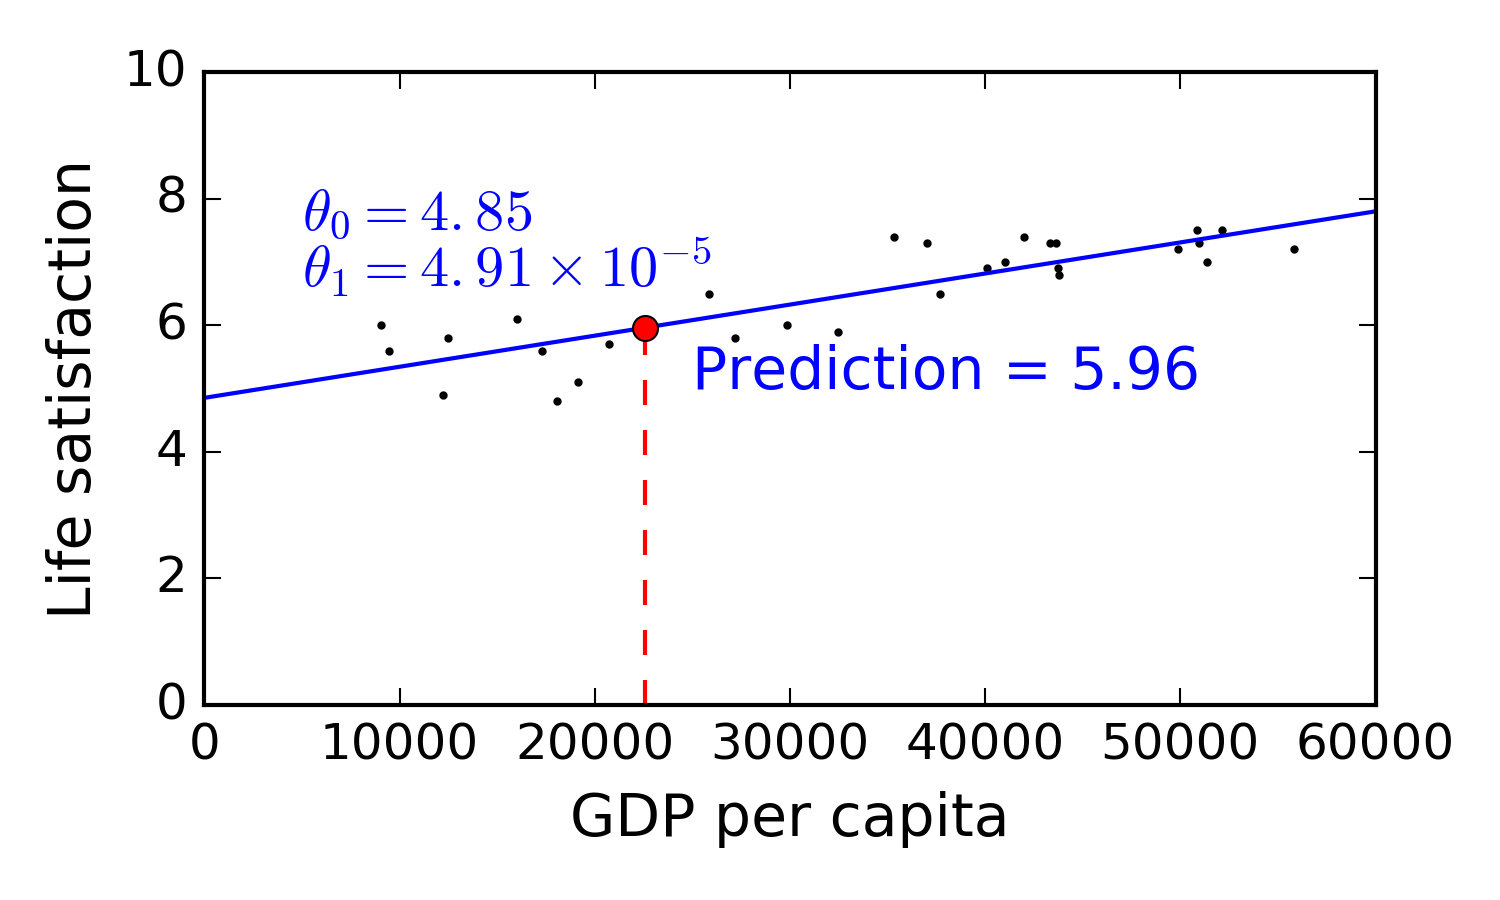 10
8
6
4
2
0
Life satisfaction
θ₀ = 4.85
θ₁ = 4.91 × 10⁻⁵
Prediction = 5.96
0 10000 20000 30000 40000 50000 60000
GDP per capita